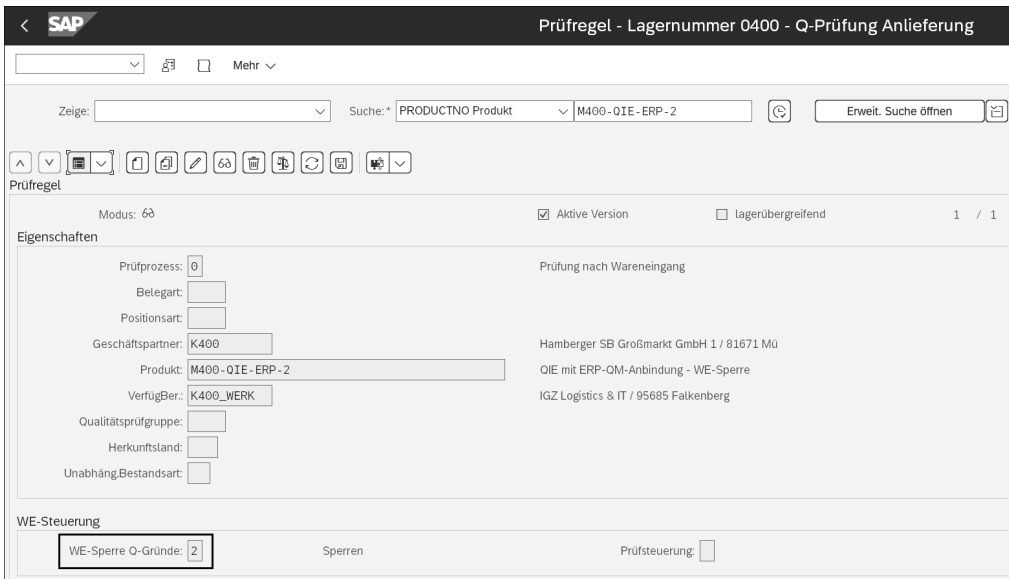 SAP Prüfregel - Lagernummer 0400 - Q-Prüfung Anlieferung
Mehr
Zeige: Suche:* PRODUCTNO Produkt M400-QIE-ERP-2 Erweit. Suche öffnen
Prüfregel
Modus: Aktive Version lagerübergreifend 1 / 1
Eigenschaften
Prüfprozess: 0 Prüfung nach Wareneingang
Belegart:
Positionsart:
Geschäftspartner: K400 Hamberger SB Großmarkt GmbH 1 / 81671 Mü
Produkt: M400-QIE-ERP-2 QIE mit ERP-QM-Anbindung - WE-Sperre
VerfügBer.: K400_WERK IGZ Logistics & IT / 95685 Falkenberg
Qualitätsprüfgruppe:
Herkunftsland:
Unabhäng.Bestandsart:
WE-Steuerung
WE-Sperre Q-Gründe: 2 Sperren Prüfsteuerung: